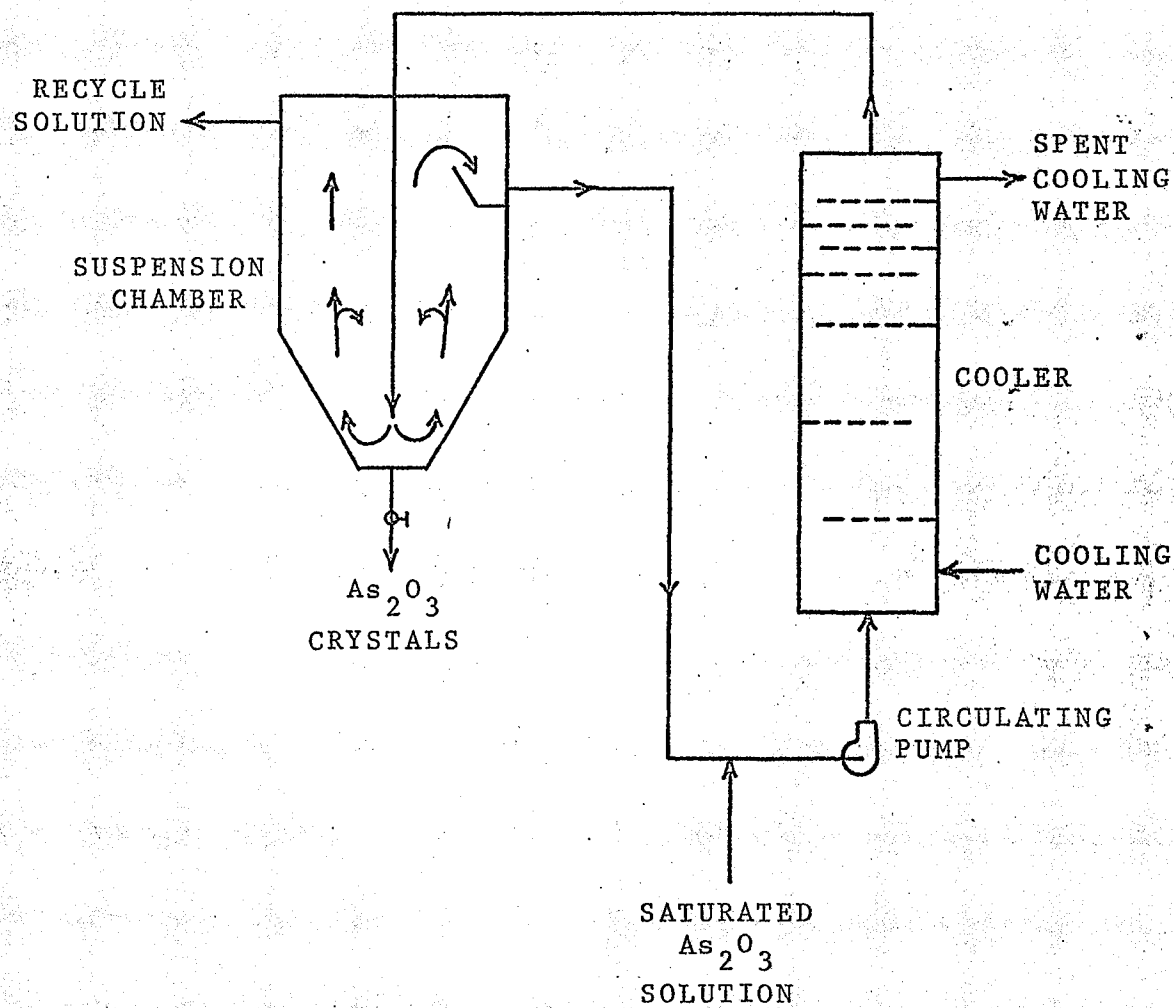 RECYCLE
SOLUTION
SPENT
COOLING
WATER
SUSPENSION
CHAMBER
COOLER
As₂O₃
CRYSTALS
COOLING
WATER
CIRCULATING
PUMP
SATURATED
As₂O₃
SOLUTION